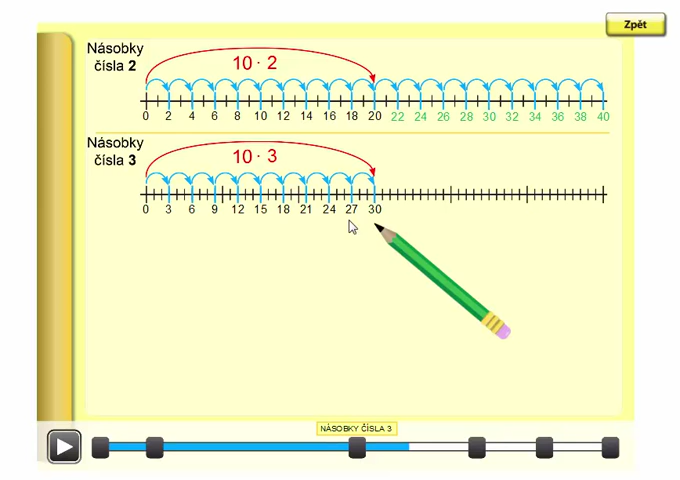 Zpět
Násobky
čísla 2
10 · 2
0 2 4 6 8 10 12 14 16 18 20 22 24 26 28 30 32 34 36 38 40
Násobky
čísla 3
10 · 3
0 3 6 9 12 15 18 21 24 27 30
NÁSOBKY ČÍSLA 3